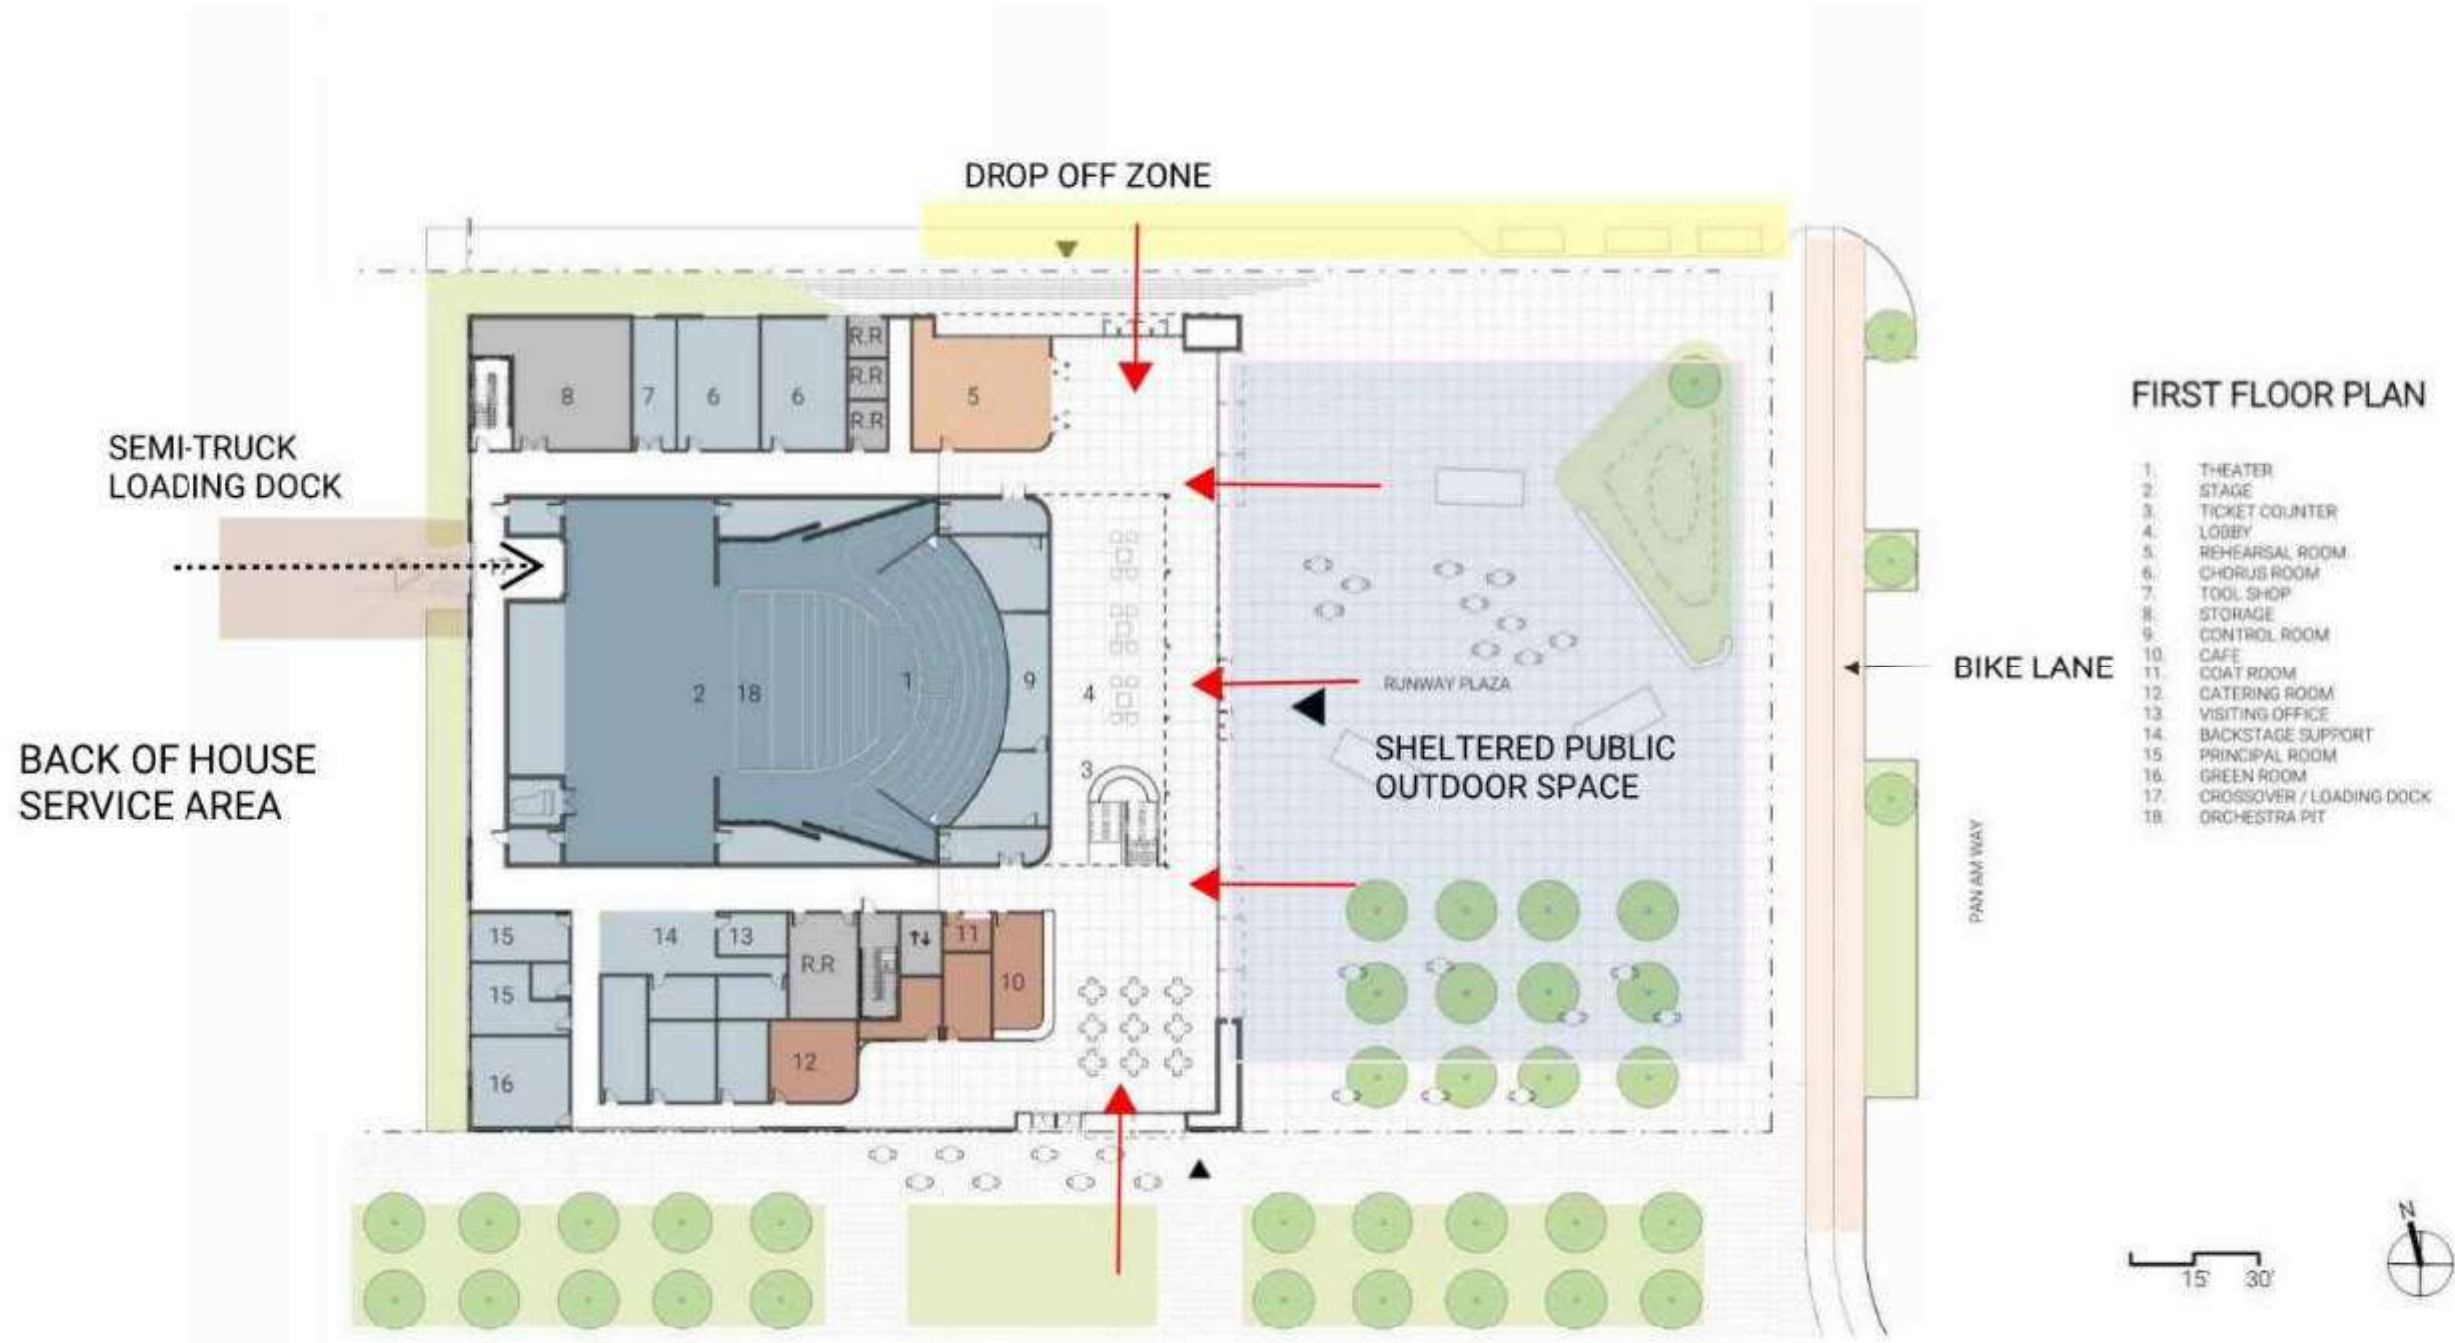 DROP OFF ZONE
R.R
R.R
R.R
8
7
6
6
5
FIRST FLOOR PLAN
SEMI-TRUCK
LOADING DOCK
1. THEATER
2. STAGE
3. TICKET COUNTER
4. LOBBY
5. REHEARSAL ROOM
6. CHORUS ROOM
7. TOOL SHOP
8. STORAGE
9. CONTROL ROOM
10. CAFE
11. COAT ROOM
12. CATERING ROOM
13. VISITING OFFICE
14. BACKSTAGE SUPPORT
15. PRINCIPAL ROOM
16. GREEN ROOM
17. CROSSOVER / LOADING DOCK
18. ORCHESTRA PIT
17
2
18
1
9
4
3
RUNWAY PLAZA
BIKE LANE
SHELTERED PUBLIC
OUTDOOR SPACE
BACK OF HOUSE
SERVICE AREA
PAN AM WAY
15
14
13
R.R
11
15
10
12
16
N
15'
30'